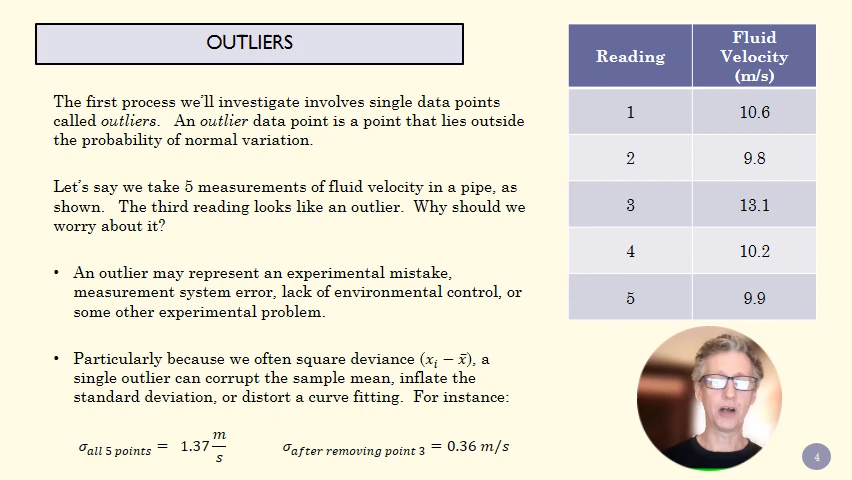 OUTLIERS
The first process we’ll investigate involves single data points
called outliers. An outlier data point is a point that lies outside
the probability of normal variation.
Let’s say we take 5 measurements of fluid velocity in a pipe, as
shown. The third reading looks like an outlier. Why should we
worry about it?
• An outlier may represent an experimental mistake,
measurement system error, lack of environmental control, or
some other experimental problem.
• Particularly because we often square deviance (xᵢ − x̄), a
single outlier can corrupt the sample mean, inflate the
standard deviation, or distort a curve fitting. For instance:
σ all 5 points = 1.37 m/s σ after removing point 3 = 0.36 m/s
Reading Fluid Velocity (m/s)
1 10.6
2 9.8
3 13.1
4 10.2
5 9.9
4